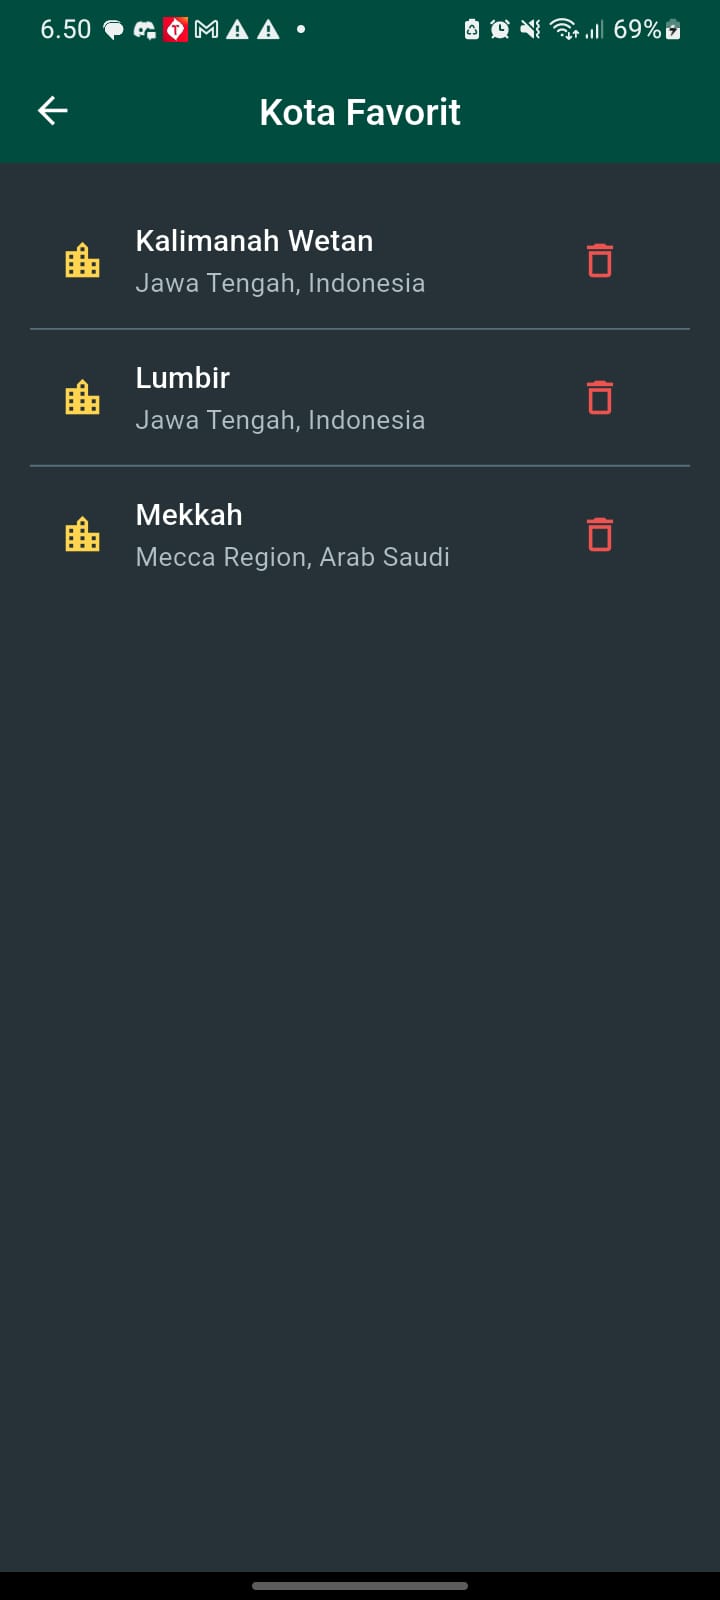 6.50 69%
Kota Favorit
Kalimanah Wetan
Jawa Tengah, Indonesia
Lumbir
Jawa Tengah, Indonesia
Mekkah
Mecca Region, Arab Saudi